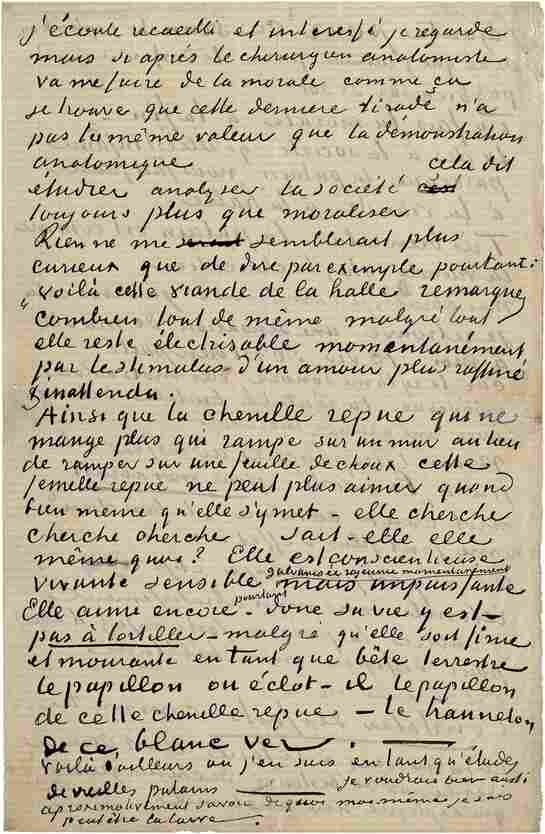 j'écoute recueilli et intéressé je regarde
mais si après le chirurgien anatomiste
va me faire de la morale comme ça
je trouve que cette dernière tirade n'a
pas la même valeur que la démonstration
anatomique cela dit
étudier analyser la société c'est
toujours plus que moraliser
Rien ne me serait semblerait plus
curieux que de dire par exemple pourtant :
"voilà cette viande de la halle remarquez
combien tout de même malgré tout
elle reste électrisable momentanément
par le stimulus d'un amour plus raffiné
& inattendu.
Ainsi que la chenille repue qui ne
mange plus qui rampe sur un mur au lieu
de ramper sur une feuille de choux cette
femelle repue ne peut plus aimer quand
bien même qu'elle s'y met – elle cherche
cherche cherche sait-elle elle
même quoi? Elle est consciencieuse
vivante sensible galvanisée rajeunie momentanément mais impuissante
Elle aime encore – pourtant donc sa vie y est –
pas à tortiller – malgré qu'elle soit finie
et mourante en tant que bête terrestre
le papillon où éclot-il le papillon
de cette chenille repue – le hanneton
de ce blanc ver.
Voilà d'ailleurs où j'en suis en tant qu'études
de vieilles putains je voudrais bien aussi
approximativement savoir de quoi moi-même je suis
peut être la larve.